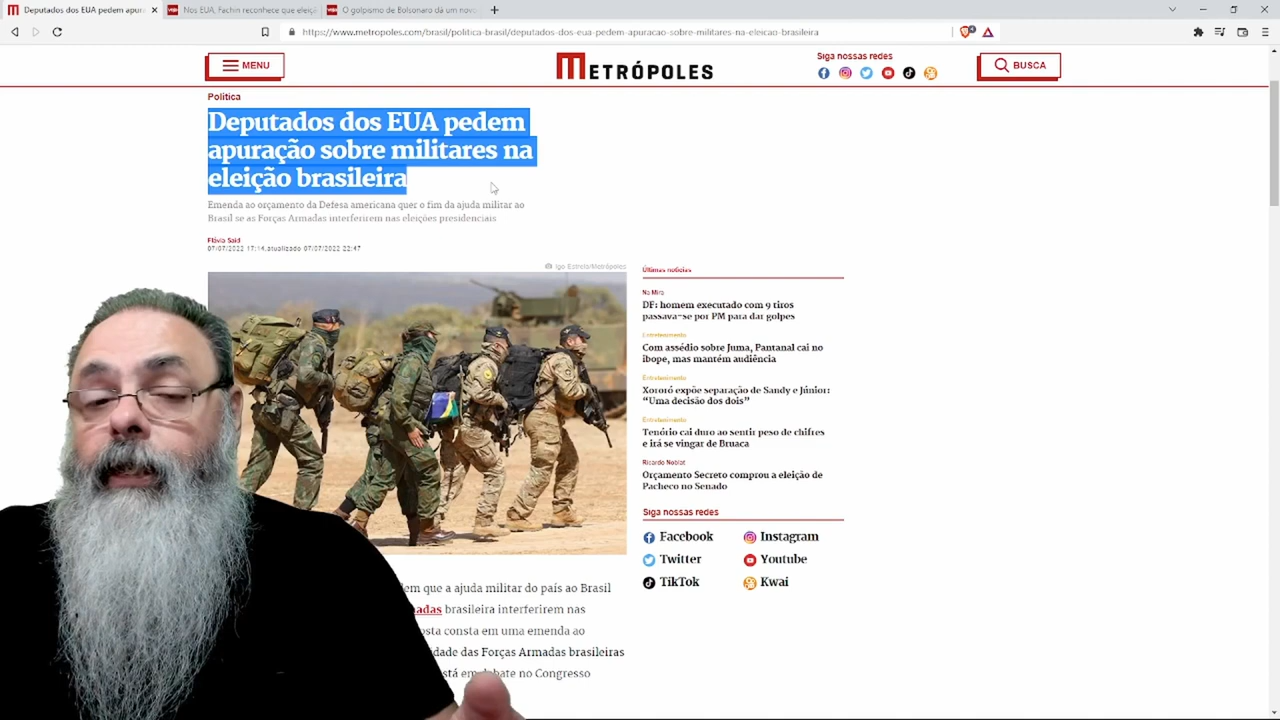 Deputados dos EUA pedem apura
Nos EUA, Fachin reconhece que eleiçã
O golpismo de Bolsonaro dá um novo
https://www.metropoles.com/brasil/politica-brasil/deputados-dos-eua-pedem-apuracao-sobre-militares-na-eleicao-brasileira
MENU
METRÓPOLES
Siga nossas redes
BUSCA
Política
Deputados dos EUA pedem
apuração sobre militares na
eleição brasileira
Emenda ao orçamento da Defesa americana quer o fim da ajuda militar ao
Brasil se as Forças Armadas interferirem nas eleições presidenciais
Flávia Said
07/07/2022 17:14, atualizado 07/07/2022 22:47
Igo Estrela/Metrópoles
Últimas notícias
Na Mira
DF: homem executado com 9 tiros
passava-se por PM para dar golpes
Entretenimento
Com assédio sobre Juma, Pantanal cai no
ibope, mas mantém audiência
Entretenimento
Xororó expõe separação de Sandy e Júnior:
“Uma decisão dos dois”
Entretenimento
Tenório cai duro ao sentir peso de chifres
e irá se vingar de Bruaca
Ricardo Noblat
Orçamento Secreto comprou a eleição de
Pacheco no Senado
Siga nossas redes
Facebook
Instagram
Twitter
Youtube
TikTok
Kwai
em que a ajuda militar do país ao Brasil
adas brasileira interferirem nas
osta consta em uma emenda ao
dade das Forças Armadas brasileiras
stá em debate no Congresso